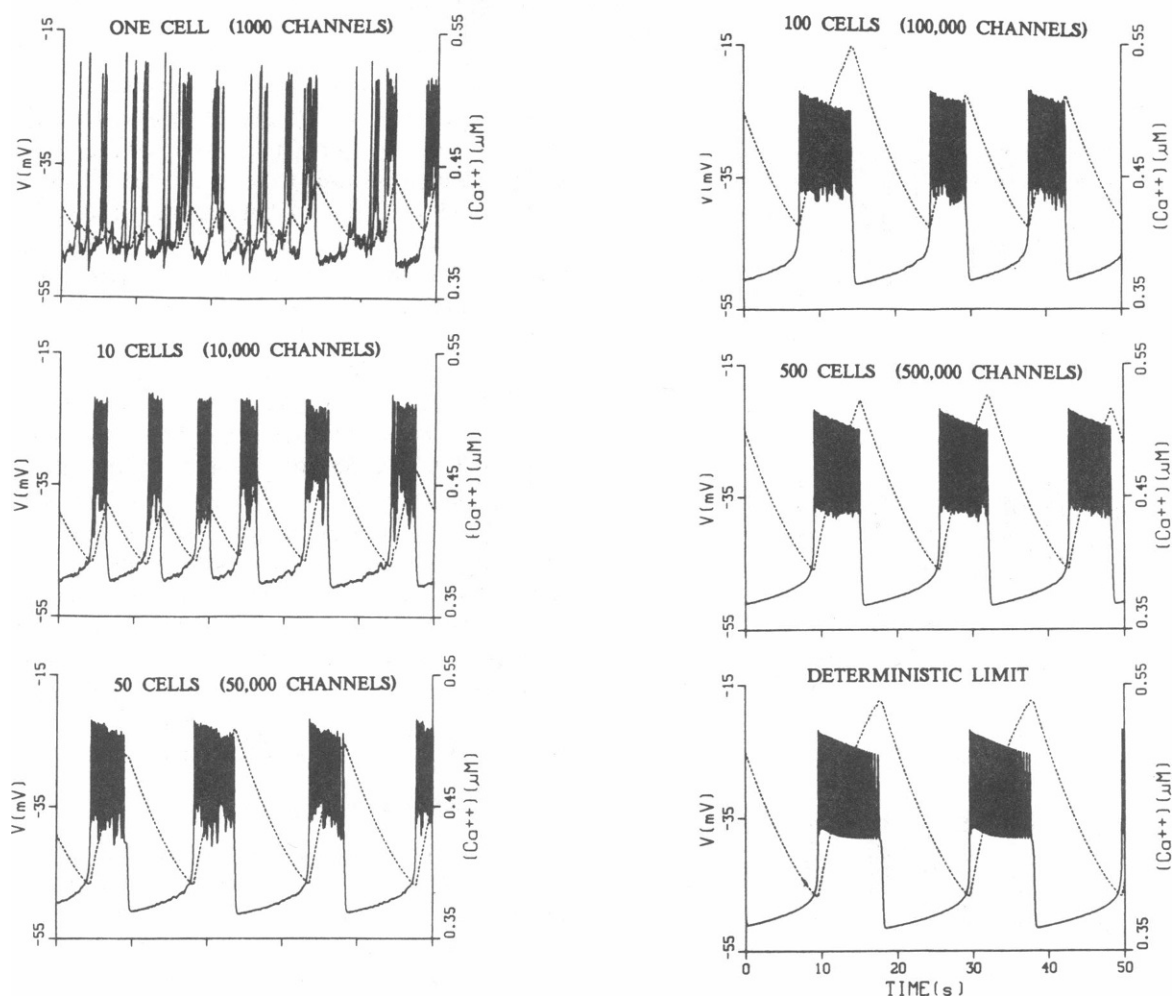 ONE CELL (1000 CHANNELS)
-15
-35
-55
V(mV)
0.55
0.45
0.35
[Ca++](μM)
10 CELLS (10,000 CHANNELS)
-15
-35
-55
V(mV)
0.55
0.45
0.35
[Ca++](μM)
50 CELLS (50,000 CHANNELS)
-15
-35
-55
V(mV)
0.55
0.45
0.35
[Ca++](μM)
100 CELLS (100,000 CHANNELS)
-15
-35
-55
V(mV)
0.55
0.45
0.35
[Ca++](μM)
500 CELLS (500,000 CHANNELS)
-15
-35
-55
V(mV)
0.55
0.45
0.35
[Ca++](μM)
DETERMINISTIC LIMIT
-15
-35
-55
V(mV)
0.55
0.45
0.35
[Ca++](μM)
0 10 20 30 40 50
TIME(s)